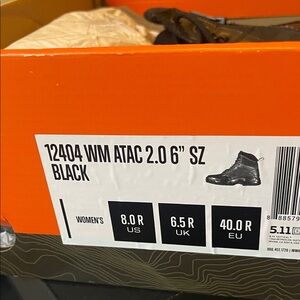 12404 WM ATAC 2.0 6" SZ
BLACK
WOMEN'S
8.0 R
US
6.5 R
UK
40.0 R
EU
5.11